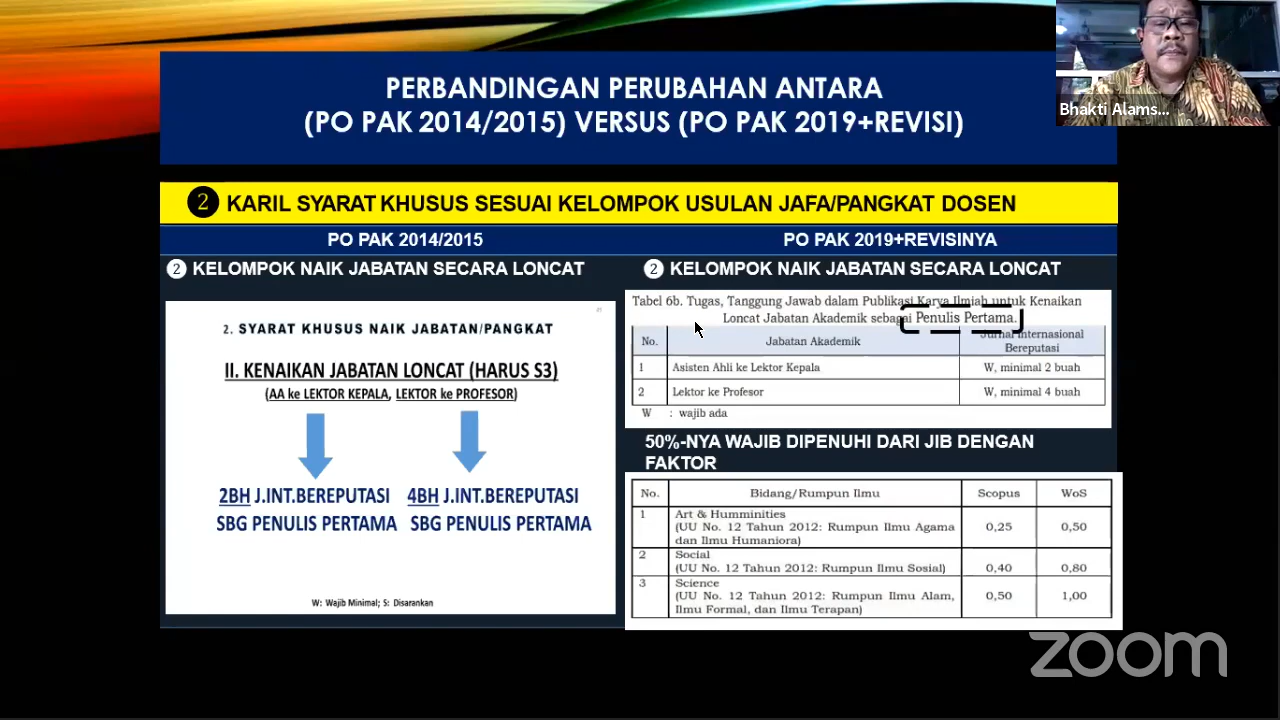 PERBANDINGAN PERUBAHAN ANTARA
(PO PAK 2014/2015) VERSUS (PO PAK 2019+REVISI)
Bhakti Alams...
2 KARIL SYARAT KHUSUS SESUAI KELOMPOK USULAN JAFA/PANGKAT DOSEN
PO PAK 2014/2015
2 KELOMPOK NAIK JABATAN SECARA LONCAT
2. SYARAT KHUSUS NAIK JABATAN/PANGKAT
II. KENAIKAN JABATAN LONCAT (HARUS S3)
(AA ke LEKTOR KEPALA, LEKTOR ke PROFESOR)
2BH J.INT.BEREPUTASI 4BH J.INT.BEREPUTASI
SBG PENULIS PERTAMA SBG PENULIS PERTAMA
W: Wajib Minimal; S: Disarankan
PO PAK 2019+REVISINYA
2 KELOMPOK NAIK JABATAN SECARA LONCAT
Tabel 6b. Tugas, Tanggung Jawab dalam Publikasi Karya Ilmiah untuk Kenaikan
Loncat Jabatan Akademik sebagai Penulis Pertama.
No. Jabatan Akademik Jurnal Internasional
Bereputasi
1 Asisten Ahli ke Lektor Kepala W, minimal 2 buah
2 Lektor ke Profesor W, minimal 4 buah
W : wajib ada
50%-NYA WAJIB DIPENUHI DARI JIB DENGAN
FAKTOR
No. Bidang/Rumpun Ilmu Scopus WoS
1 Art & Humminities
(UU No. 12 Tahun 2012: Rumpun Ilmu Agama 0,25 0,50
dan Ilmu Humaniora)
2 Social
(UU No. 12 Tahun 2012: Rumpun Ilmu Sosial) 0,40 0,80
3 Science
(UU No. 12 Tahun 2012: Rumpun Ilmu Alam, 0,50 1,00
Ilmu Formal, dan Ilmu Terapan)
zoom